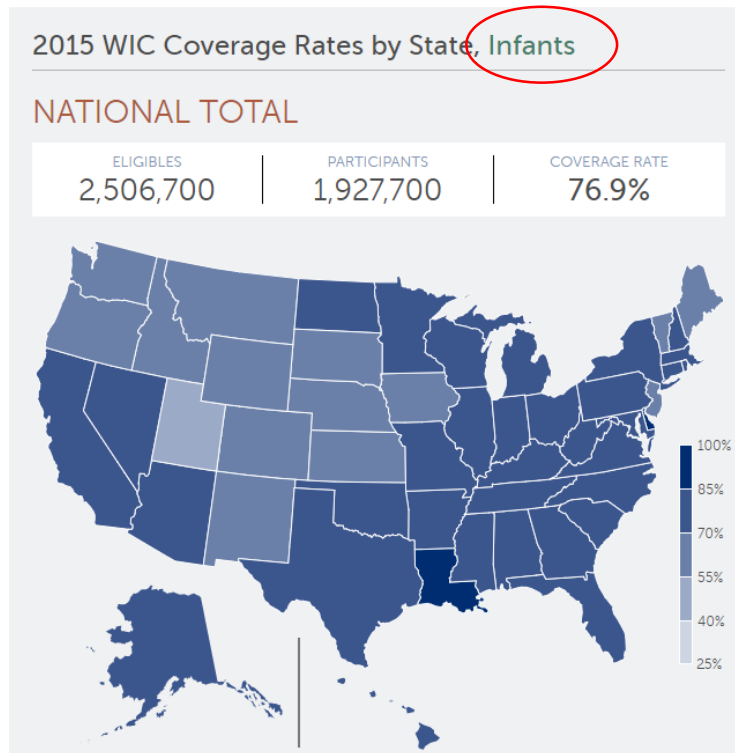 2015 WIC Coverage Rates by State, Infants
NATIONAL TOTAL
ELIGIBLES
2,506,700
PARTICIPANTS
1,927,700
COVERAGE RATE
76.9%
100%
85%
70%
55%
40%
25%